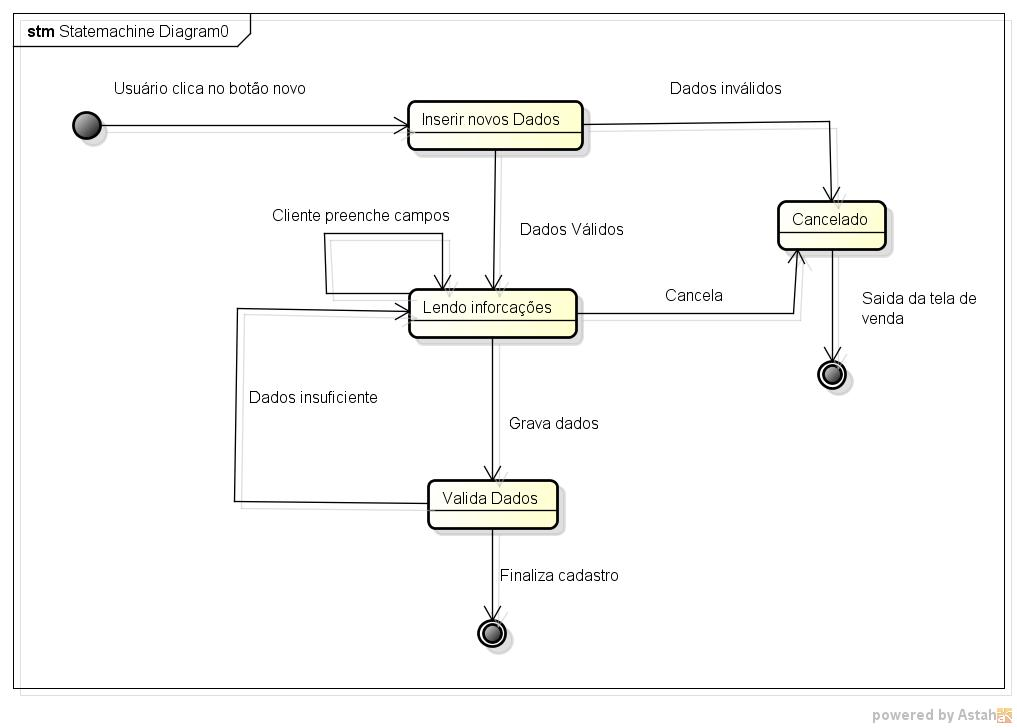 stm Statemachine Diagram0
Usuário clica no botão novo
Dados inválidos
Inserir novos Dados
Cliente preenche campos
Dados Válidos
Cancelado
Lendo inforcações
Cancela
Saida da tela de
venda
Dados insuficiente
Grava dados
Valida Dados
Finaliza cadastro
powered by Astah